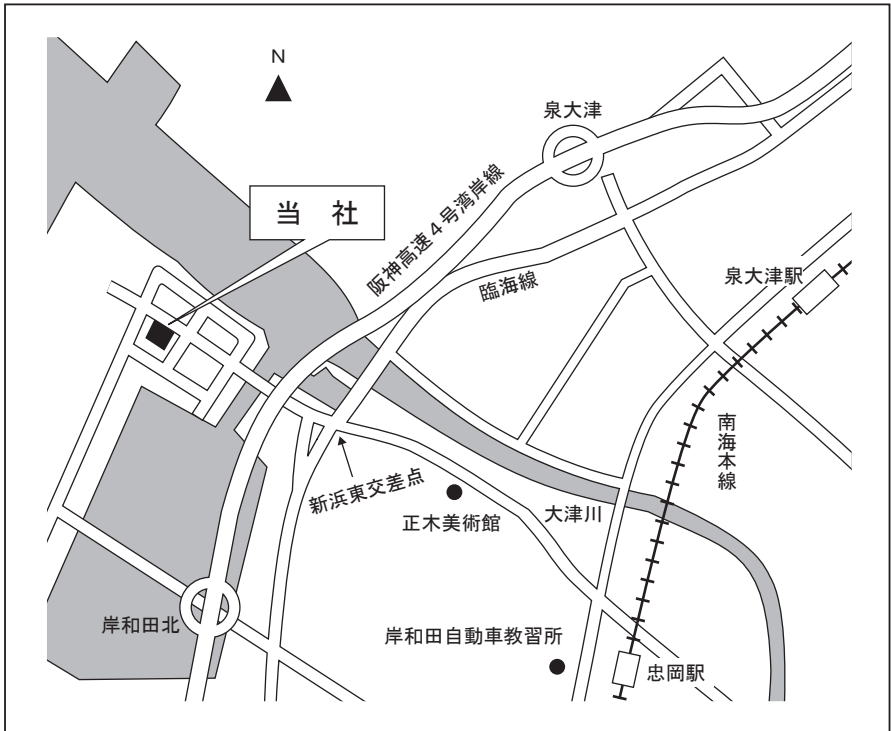 N
泉大津
阪神高速4号湾岸線
当 社
臨海線
泉大津駅
南海本線
新浜東交差点
正木美術館
大津川
岸和田北
岸和田自動車教習所
忠岡駅